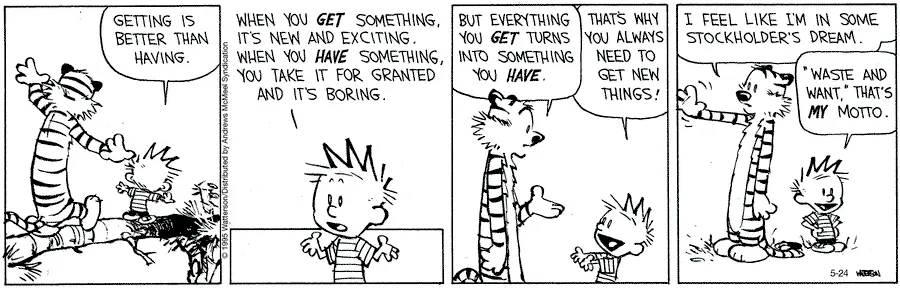 GETTING IS
BETTER THAN
HAVING.
© 1995 Watterson/Distributed by Andrews McMeel Syndication
WHEN YOU GET SOMETHING,
IT'S NEW AND EXCITING.
WHEN YOU HAVE SOMETHING,
YOU TAKE IT FOR GRANTED
AND IT'S BORING.
BUT EVERYTHING
YOU GET TURNS
INTO SOMETHING
YOU HAVE.
THAT'S WHY
YOU ALWAYS
NEED TO
GET NEW
THINGS!
I FEEL LIKE I'M IN SOME
STOCKHOLDER'S DREAM.
"WASTE AND
WANT," THAT'S
MY MOTTO.
5-24 WATTERSON